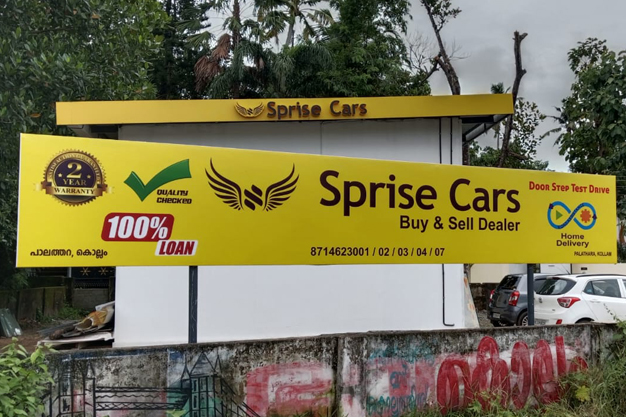 Sprise Cars
2
YEAR
WARRANTY
QUALITY
CHECKED
100%
LOAN
പാലത്തറ, കൊല്ലം
Sprise Cars
Buy & Sell Dealer
8714623001 / 02 / 03 / 04 / 07
DOOR STEP TEST DRIVE
Home
Delivery
PALATHARA, KOLLAM